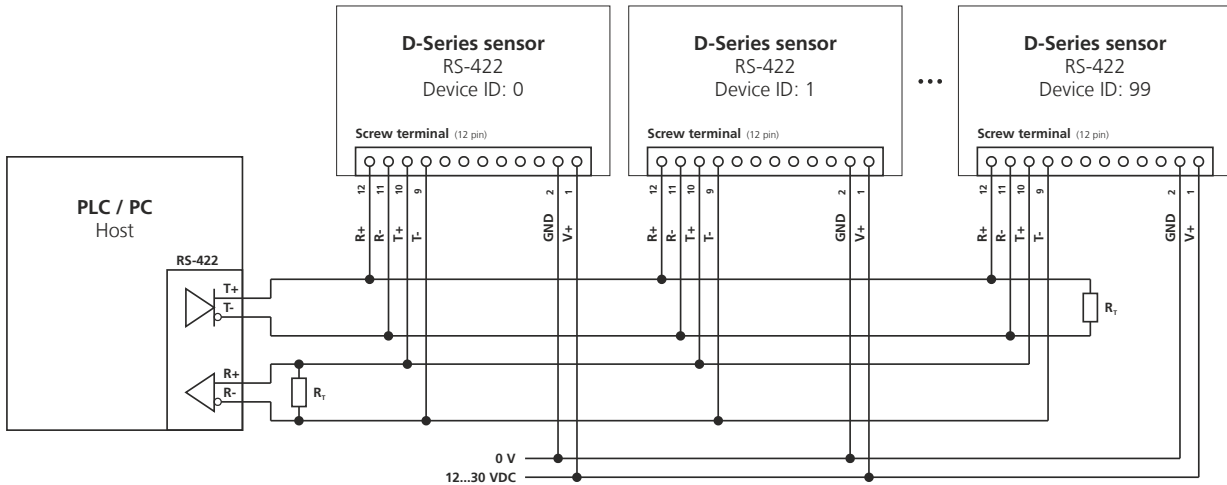 D-Series sensor
RS-422
Device ID: 0
Screw terminal (12 pin)
12 11 10 9 2 1
R+ R- T+ T- GND V+
D-Series sensor
RS-422
Device ID: 1
Screw terminal (12 pin)
12 11 10 9 2 1
R+ R- T+ T- GND V+
...
D-Series sensor
RS-422
Device ID: 99
Screw terminal (12 pin)
12 11 10 9 2 1
R+ R- T+ T- GND V+
PLC / PC
Host
RS-422
T+
T-
R+
R-
RT
RT
0 V
12...30 VDC